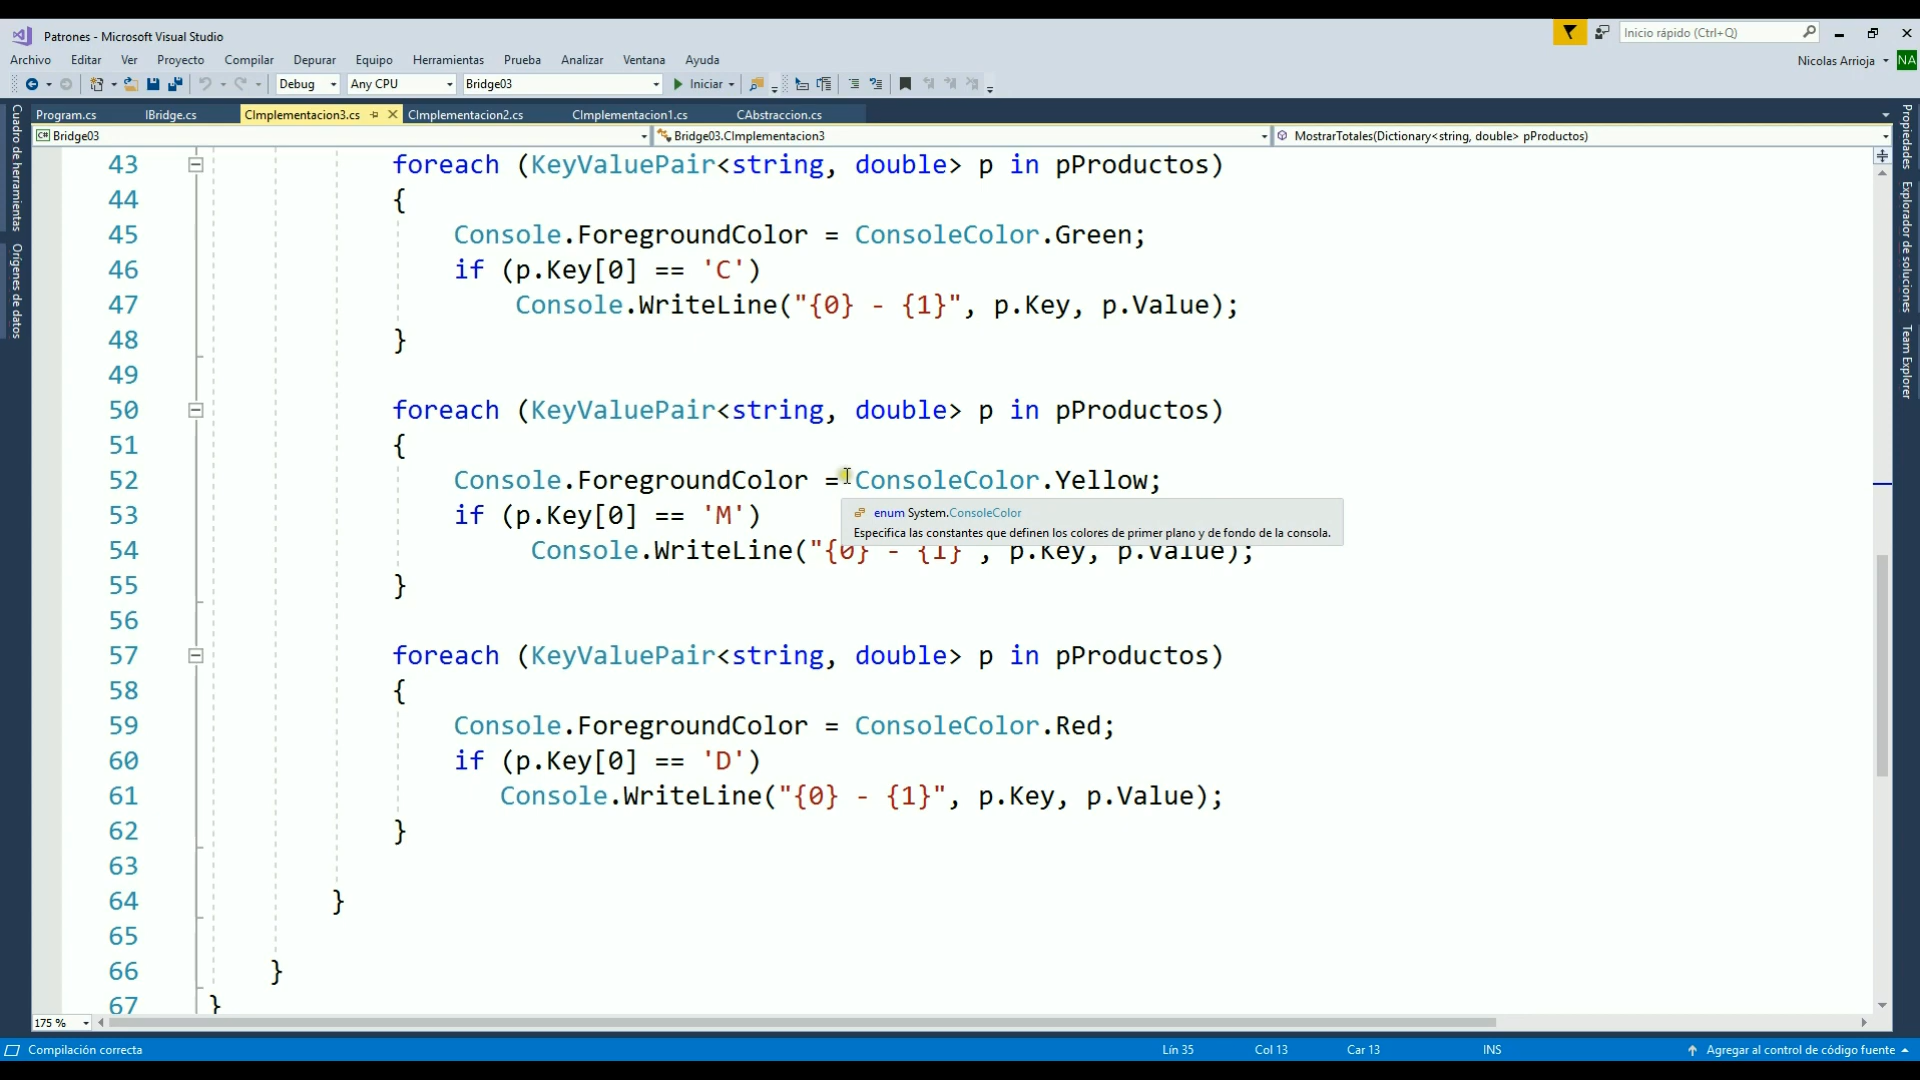 Patrones - Microsoft Visual Studio
Inicio rápido (Ctrl+Q)
Archivo Editar Ver Proyecto Compilar Depurar Equipo Herramientas Prueba Analizar Ventana Ayuda
Nicolas Arrioja NA
Debug Any CPU Bridge03 Iniciar
Program.cs IBridge.cs CImplementacion3.cs CImplementacion2.cs CImplementacion1.cs CAbstraccion.cs
C# Bridge03 Bridge03.CImplementacion3 MostrarTotales(Dictionary<string, double> pProductos)
Cuadro de herramientas
Orígenes de datos
43 foreach (KeyValuePair<string, double> p in pProductos)
44 {
45 Console.ForegroundColor = ConsoleColor.Green;
46 if (p.Key[0] == 'C')
47 Console.WriteLine("{0} - {1}", p.Key, p.Value);
48 }
49
50 foreach (KeyValuePair<string, double> p in pProductos)
51 {
52 Console.ForegroundColor = ConsoleColor.Yellow;
53 if (p.Key[0] == 'M')
enum System.ConsoleColor
Especifica las constantes que definen los colores de primer plano y de fondo de la consola.
54 Console.WriteLine("{0} - {1}", p.Key, p.Value);
55 }
56
57 foreach (KeyValuePair<string, double> p in pProductos)
58 {
59 Console.ForegroundColor = ConsoleColor.Red;
60 if (p.Key[0] == 'D')
61 Console.WriteLine("{0} - {1}", p.Key, p.Value);
62 }
63
64 }
65
66 }
67 }
Propiedades
Explorador de soluciones
Team Explorer
175 %
Compilación correcta Lín 35 Col 13 Car 13 INS Agregar al control de código fuente